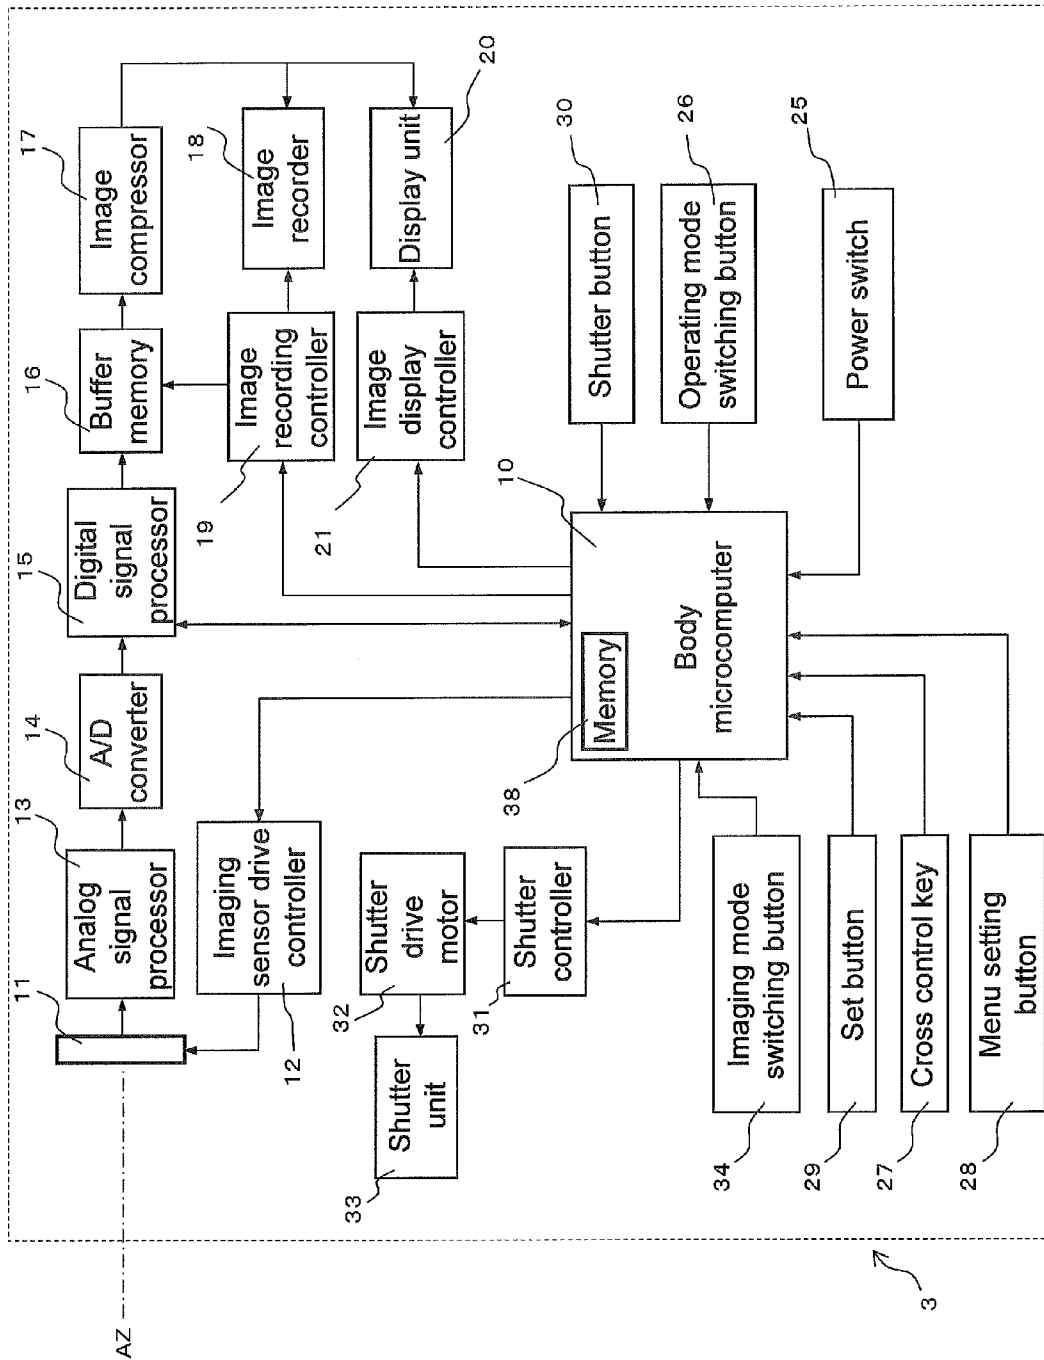 AZ
11
13
Analog
signal
processor
14
A/D
converter
15
Digital
signal
processor
16
Buffer
memory
17
Image
compressor
12
Imaging
sensor drive
controller
19
Image
recording
controller
18
Image
recorder
33
Shutter
unit
32
Shutter
drive
motor
21
Image
display
controller
Display unit
20
31
Shutter
controller
38
Memory
10
Body
microcomputer
30
Shutter button
26
Operating mode
switching button
25
Power switch
34
Imaging mode
switching button
29
Set button
27
Cross control key
28
Menu setting
button
3